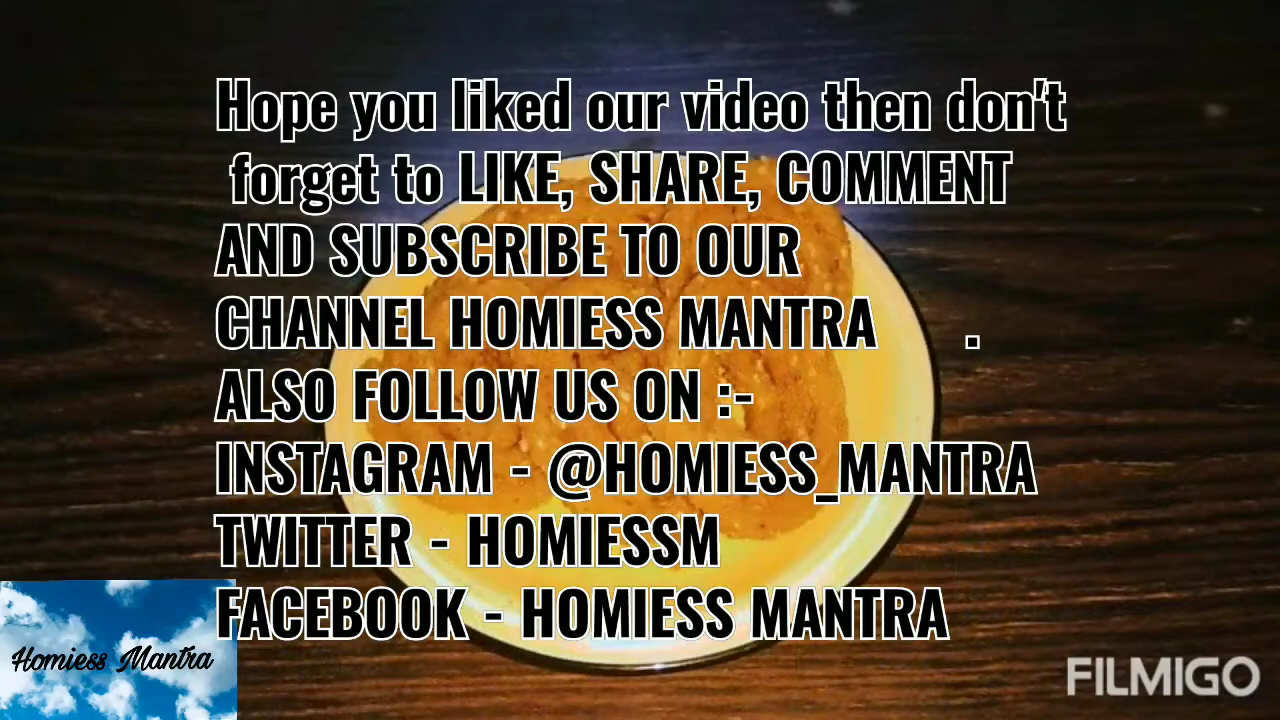 Hope you liked our video then don't
forget to LIKE, SHARE, COMMENT
AND SUBSCRIBE TO OUR
CHANNEL HOMIESS MANTRA .
ALSO FOLLOW US ON :-
INSTAGRAM - @HOMIESS_MANTRA
TWITTER - HOMIESSM
FACEBOOK - HOMIESS MANTRA
Homiess Mantra
FILMIGO